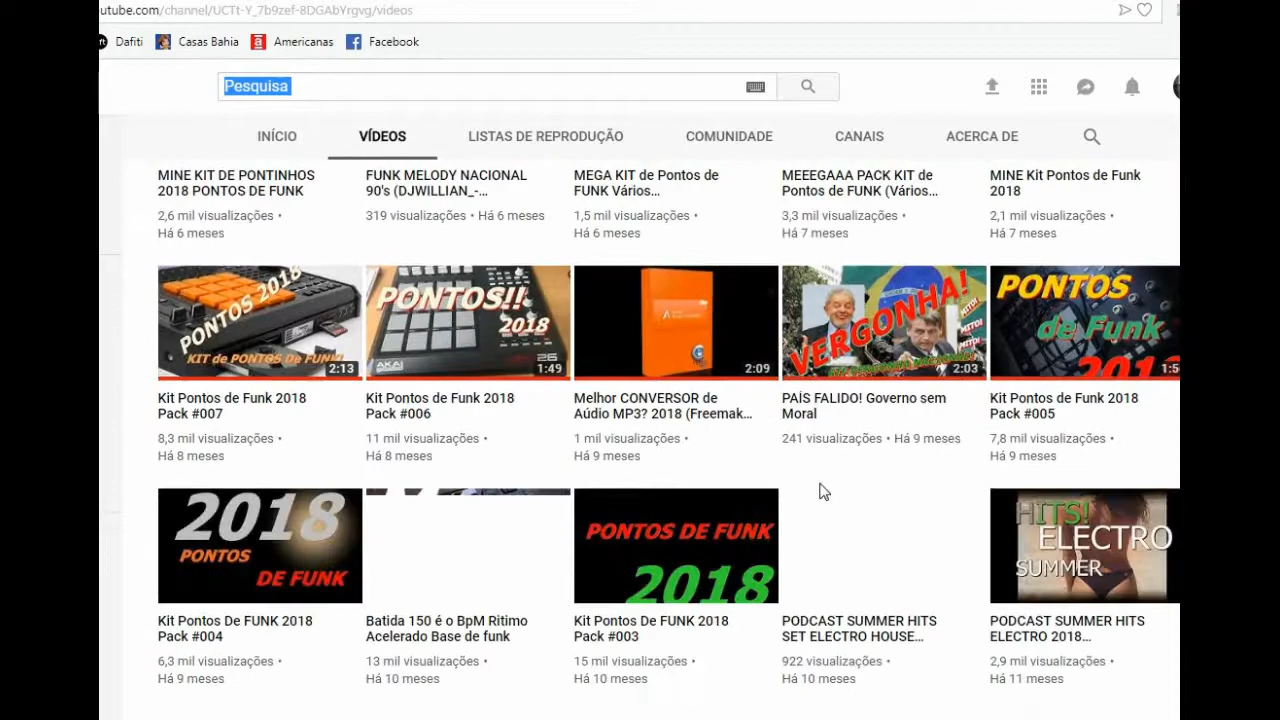 utube.com/channel/UCTt-Y_7b9zef-8DGAbYrgvg/videos
Dafiti Casas Bahia Americanas Facebook
Pesquisa
INÍCIO VÍDEOS LISTAS DE REPRODUÇÃO COMUNIDADE CANAIS ACERCA DE
MINE KIT DE PONTINHOS
2018 PONTOS DE FUNK
2,6 mil visualizações •
Há 6 meses
FUNK MELODY NACIONAL
90's (DJWILLIAN_-...
319 visualizações • Há 6 meses
MEGA KIT de Pontos de
FUNK Vários...
1,5 mil visualizações •
Há 6 meses
MEEEGAAA PACK KIT de
Pontos de FUNK (Vários...
3,3 mil visualizações •
Há 7 meses
MINE Kit Pontos de Funk
2018
2,1 mil visualizações •
Há 7 meses
PONTOS 2018
KIT de PONTOS De FUNK!
2:13
Kit Pontos de Funk 2018
Pack #007
8,3 mil visualizações •
Há 8 meses
PONTOS!!
2018
AKAI
26
1:49
Kit Pontos de Funk 2018
Pack #006
11 mil visualizações •
Há 8 meses
2:09
Melhor CONVERSOR de
Aúdio MP3? 2018 (Freemak...
1 mil visualizações •
Há 9 meses
VERGONHA!
MITO!
2:03
PAÍS FALIDO! Governo sem
Moral
241 visualizações • Há 9 meses
PONTOS
de Funk
201
1:5
Kit Pontos de Funk 2018
Pack #005
7,8 mil visualizações •
Há 9 meses
2018
PONTOS
DE FUNK
Kit Pontos De FUNK 2018
Pack #004
6,3 mil visualizações •
Há 9 meses
Batida 150 é o BpM Ritimo
Acelerado Base de funk
13 mil visualizações •
Há 10 meses
PONTOS DE FUNK
2018
Kit Pontos De FUNK 2018
Pack #003
15 mil visualizações •
Há 10 meses
PODCAST SUMMER HITS
SET ELECTRO HOUSE...
922 visualizações •
Há 10 meses
HITS!
ELECTRO
SUMMER
PODCAST SUMMER HITS
ELECTRO 2018...
2,9 mil visualizações •
Há 11 meses